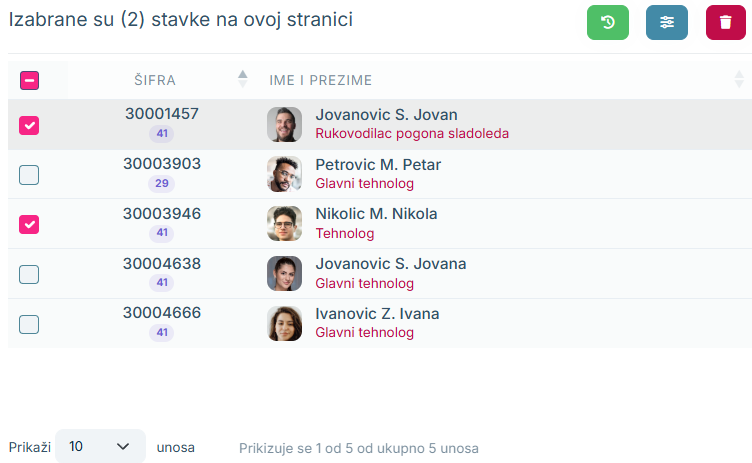 Izabrane su (2) stavke na ovoj stranici
ŠIFRA IME I PREZIME
30001457 Jovanovic S. Jovan
41 Rukovodilac pogona sladoleda
30003903 Petrovic M. Petar
29 Glavni tehnolog
30003946 Nikolic M. Nikola
41 Tehnolog
30004638 Jovanovic S. Jovana
41 Glavni tehnolog
30004666 Ivanovic Z. Ivana
41 Glavni tehnolog
Prikaži 10 unosa Prikizuje se 1 od 5 od ukupno 5 unosa